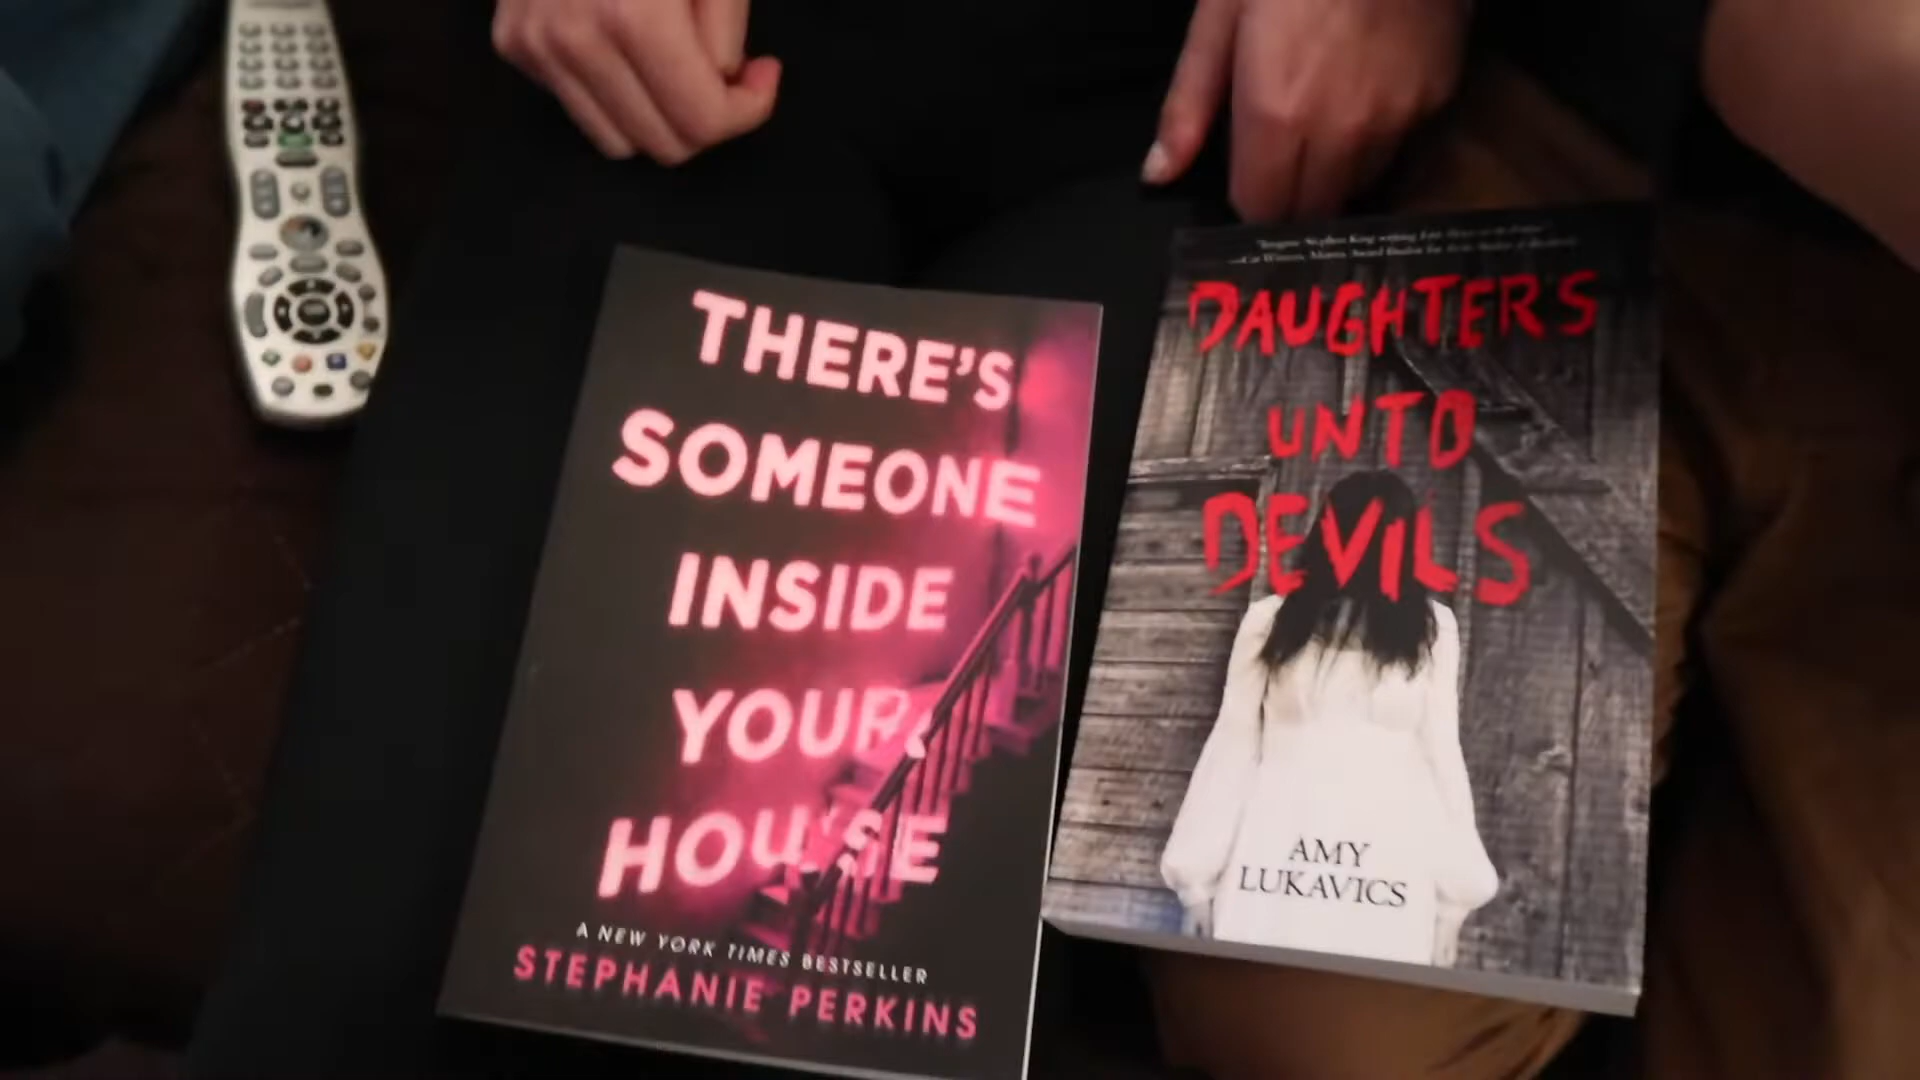 THERE'S
SOMEONE
INSIDE
YOUR
HOUSE
A NEW YORK TIMES BESTSELLER
STEPHANIE PERKINS
DAUGHTERS
UNTO
DEVILS
AMY
LUKAVICS